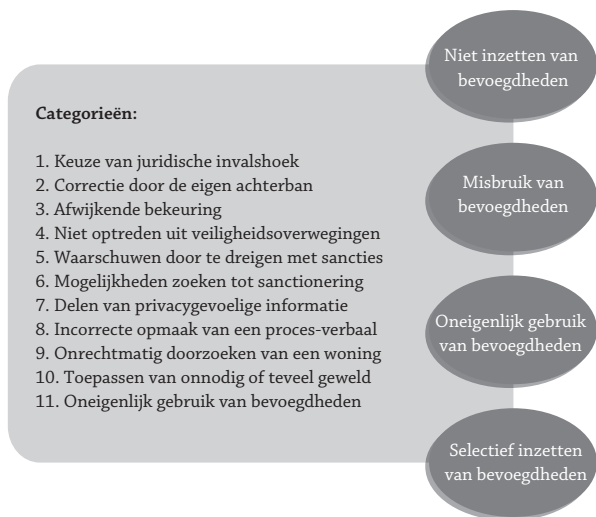 Categorieën:
1. Keuze van juridische invalshoek
2. Correctie door de eigen achterban
3. Afwijkende bekeuring
4. Niet optreden uit veiligheidsoverwegingen
5. Waarschuwen door te dreigen met sancties
6. Mogelijkheden zoeken tot sanctionering
7. Delen van privacygevoelige informatie
8. Incorrecte opmaak van een proces-verbaal
9. Onrechtmatig doorzoeken van een woning
10. Toepassen van onnodig of teveel geweld
11. Oneigenlijk gebruik van bevoegdheden
Niet inzetten van
bevoegdheden
Misbruik van
bevoegdheden
Oneigenlijk gebruik
van bevoegdheden
Selectief inzetten
van bevoegdheden